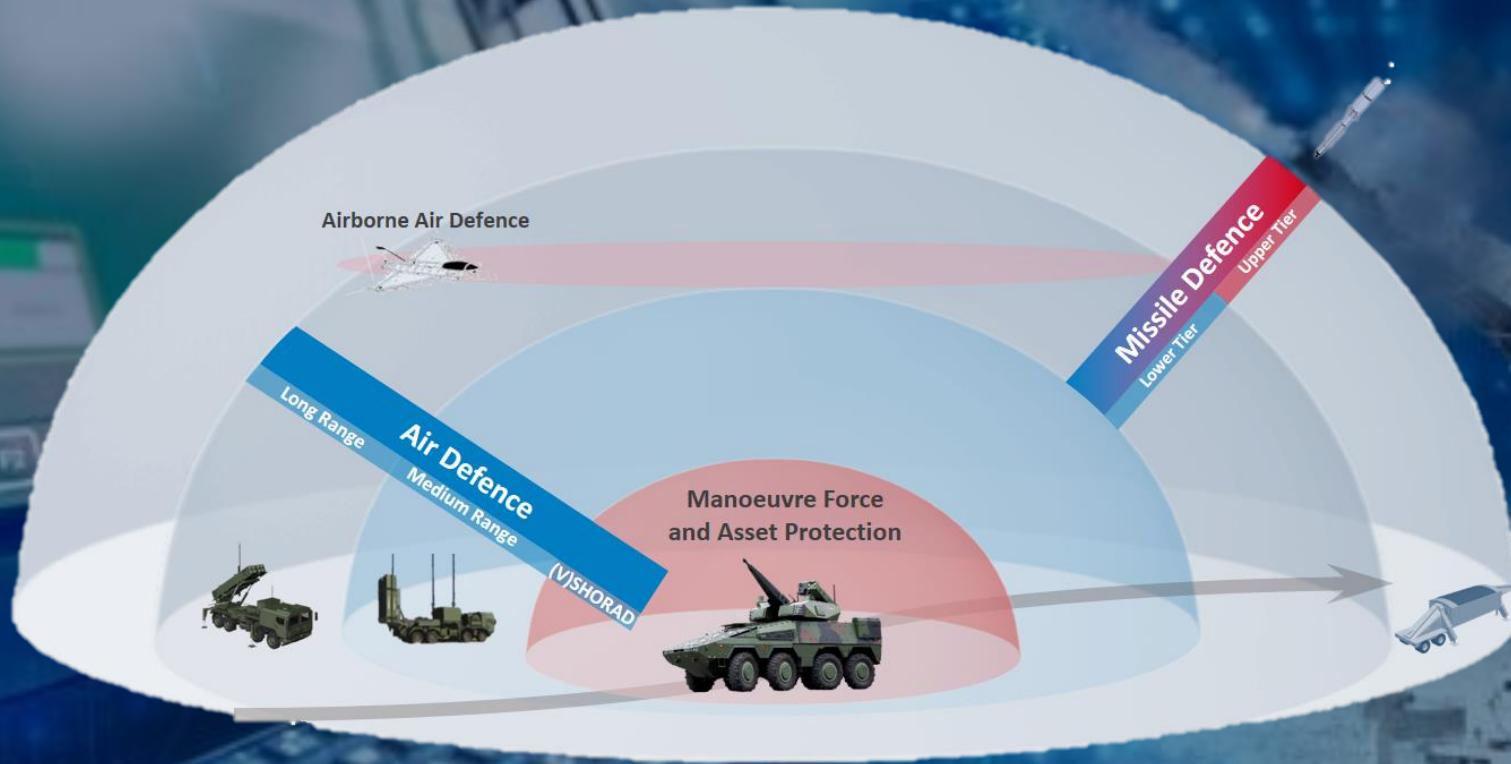 Airborne Air Defence
Missile Defence
Upper Tier
Lower Tier
Air Defence
Long Range
Medium Range
(V)SHORAD
Manoeuvre Force
and Asset Protection